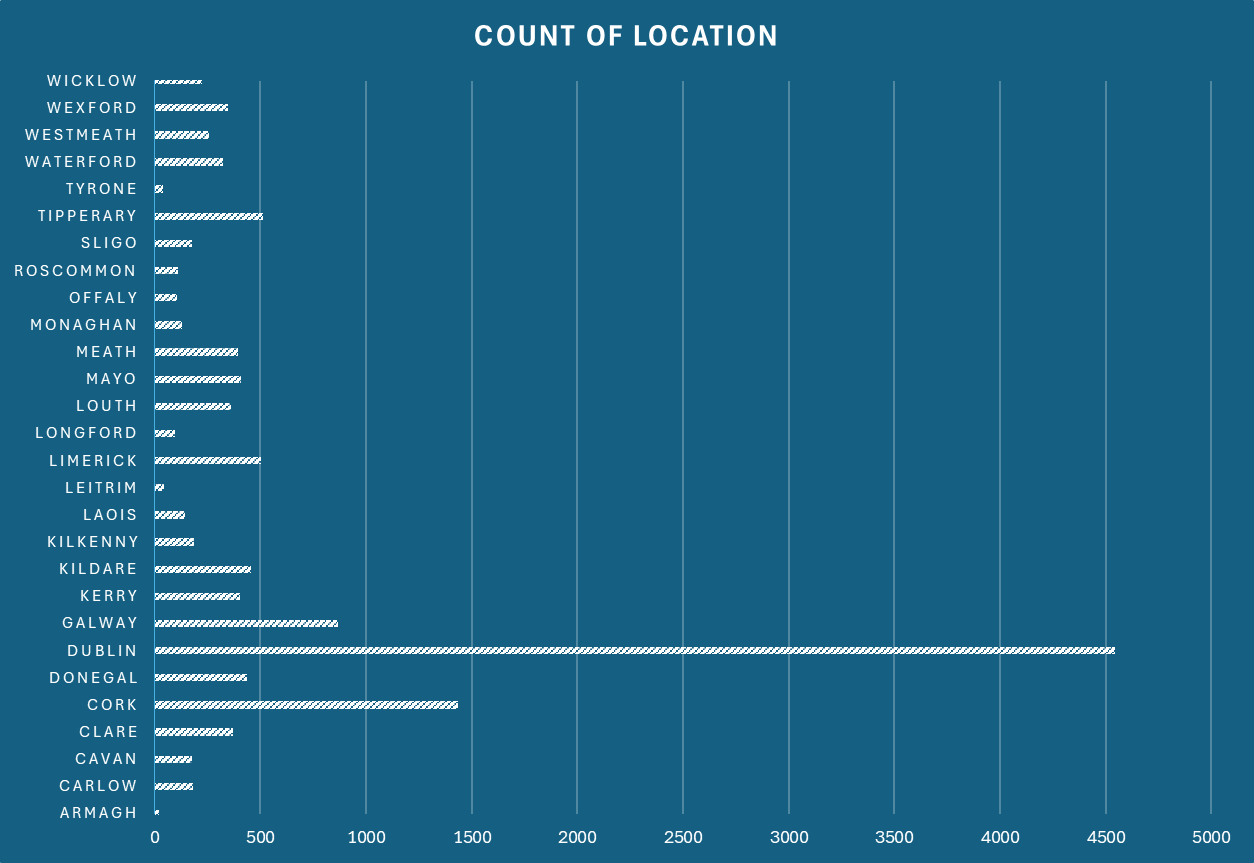 COUNT OF LOCATION
WICKLOW
WEXFORD
WESTMEATH
WATERFORD
TYRONE
TIPPERARY
SLIGO
ROSCOMMON
OFFALY
MONAGHAN
MEATH
MAYO
LOUTH
LONGFORD
LIMERICK
LEITRIM
LAOIS
KILKENNY
KILDARE
KERRY
GALWAY
DUBLIN
DONEGAL
CORK
CLARE
CAVAN
CARLOW
ARMAGH
0 500 1000 1500 2000 2500 3000 3500 4000 4500 5000